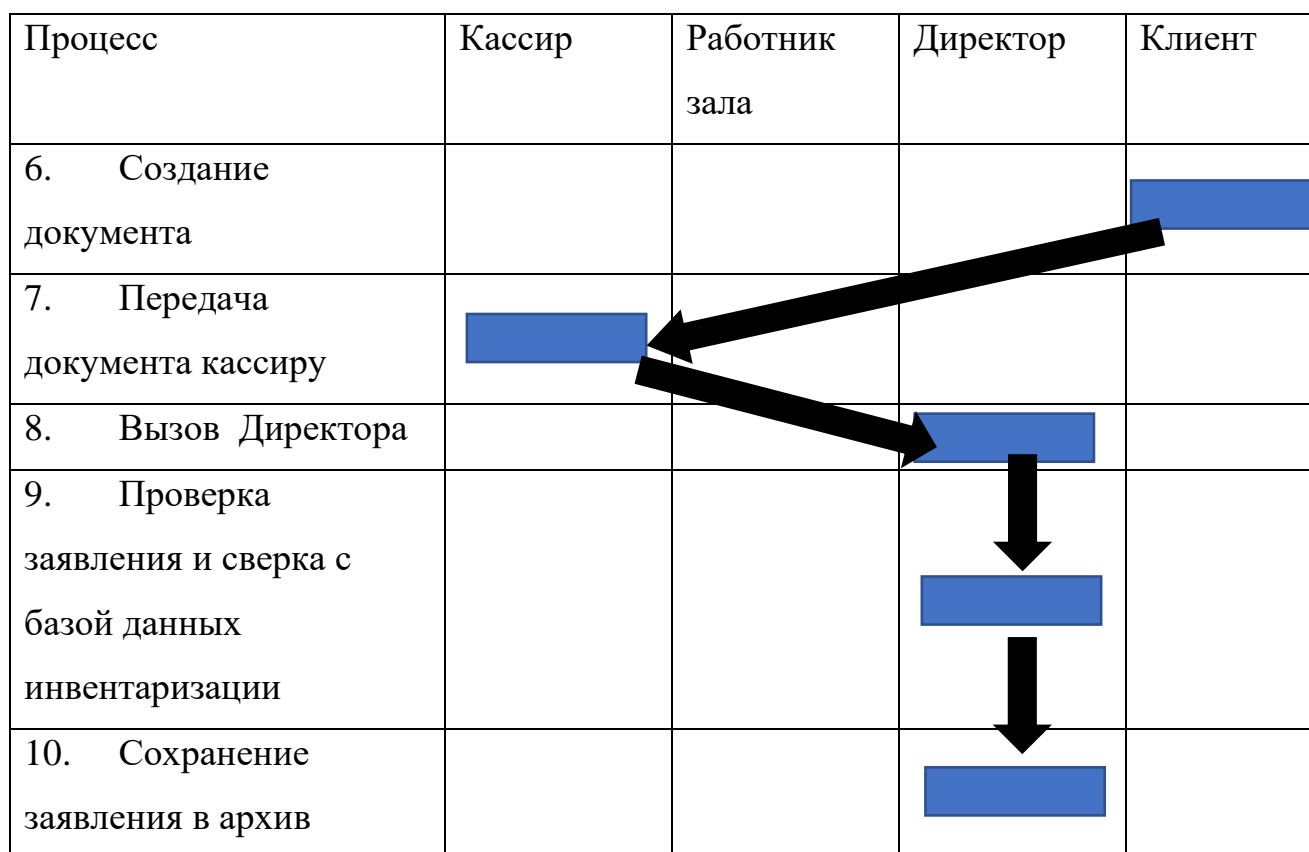 Процесс Кассир Работник зала Директор Клиент
6. Создание
документа
7. Передача
документа кассиру
8. Вызов Директора
9. Проверка
заявления и сверка с
базой данных
инвентаризации
10. Сохранение
заявления в архив